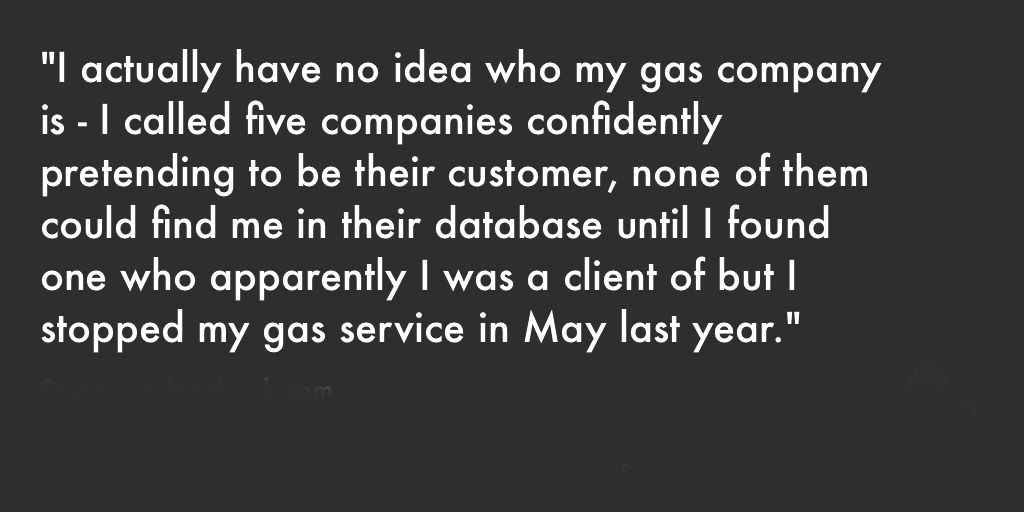 "I actually have no idea who my gas company
is - I called five companies confidently
pretending to be their customer, none of them
could find me in their database until I found
one who apparently I was a client of but I
stopped my gas service in May last year."